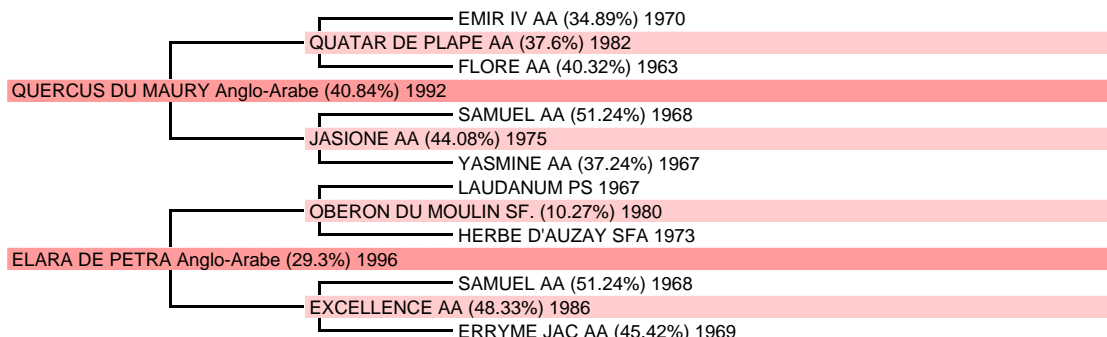 EMIR IV AA (34.89%) 1970
QUATAR DE PLAPE AA (37.6%) 1982
FLORE AA (40.32%) 1963
QUERCUS DU MAURY Anglo-Arabe (40.84%) 1992
SAMUEL AA (51.24%) 1968
JASIONE AA (44.08%) 1975
YASMINE AA (37.24%) 1967
LAUDANUM PS 1967
OBERON DU MOULIN SF. (10.27%) 1980
HERBE D'AUZAY SFA 1973
ELARA DE PETRA Anglo-Arabe (29.3%) 1996
SAMUEL AA (51.24%) 1968
EXCELLENCE AA (48.33%) 1986
ERRYME JAC AA (45.42%) 1969